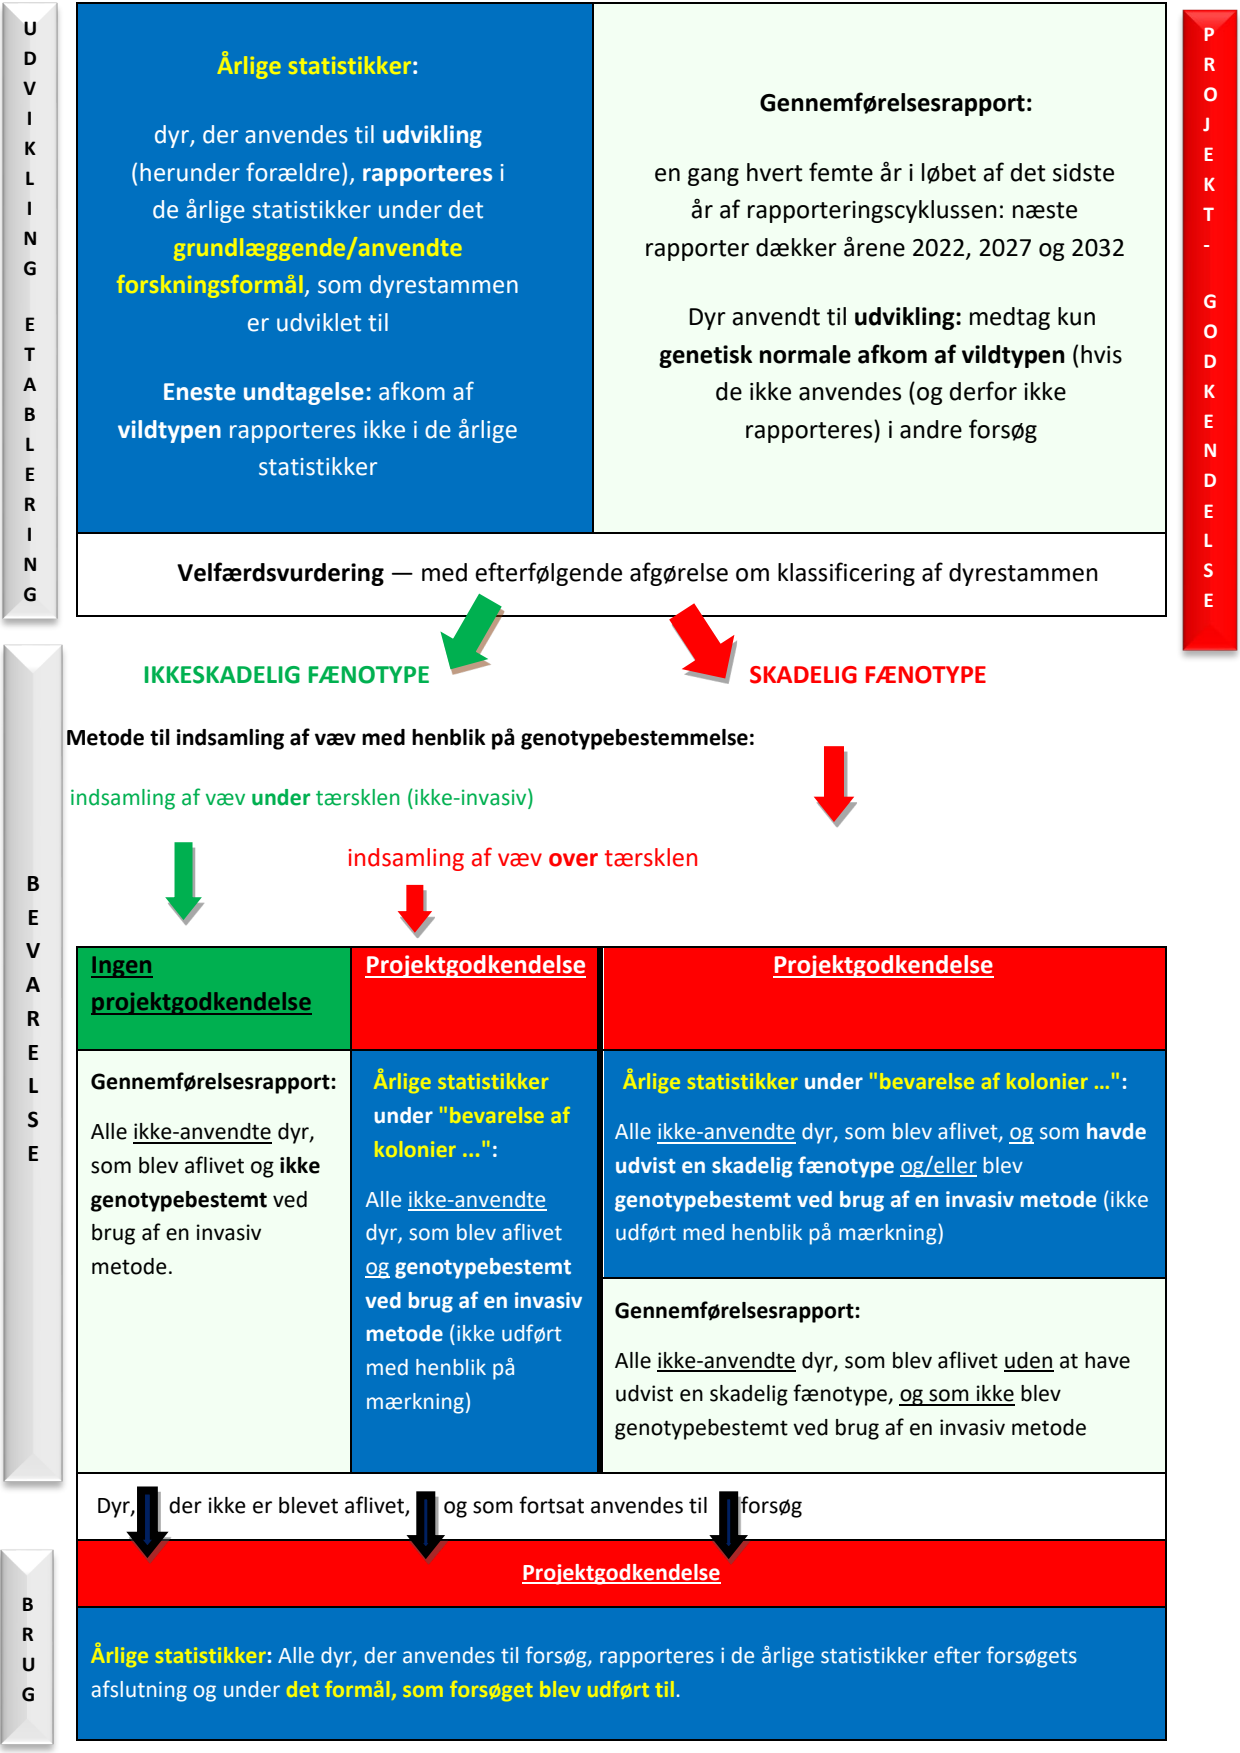 UDVIKLING ETABLERING
Årlige statistikker:
dyr, der anvendes til udvikling
(herunder forældre), rapporteres i
de årlige statistikker under det
grundlæggende/anvendte
forskningsformål, som dyrestammen
er udviklet til
Eneste undtagelse: afkom af
vildtypen rapporteres ikke i de årlige
statistikker
Gennemførelsesrapport:
en gang hvert femte år i løbet af det sidste
år af rapporteringscyklussen: næste
rapporter dækker årene 2022, 2027 og 2032
Dyr anvendt til udvikling: medtag kun
genetisk normale afkom af vildtypen (hvis
de ikke anvendes (og derfor ikke
rapporteres) i andre forsøg
PROJEKT- GODKENDELSE
Velfærdsvurdering — med efterfølgende afgørelse om klassificering af dyrestammen
IKKESKADELIG FÆNOTYPE
SKADELIG FÆNOTYPE
BEVARELSE
Metode til indsamling af væv med henblik på genotypebestemmelse:
indsamling af væv under tærsklen (ikke-invasiv)
indsamling af væv over tærsklen
Ingen
projektgodkendelse
Projektgodkendelse
Projektgodkendelse
Gennemførelsesrapport:
Alle ikke-anvendte dyr,
som blev aflivet og ikke
genotypebestemt ved
brug af en invasiv
metode.
Årlige statistikker
under "bevarelse af
kolonier ...":
Alle ikke-anvendte
dyr, som blev aflivet
og genotypebestemt
ved brug af en invasiv
metode (ikke udført
med henblik på
mærkning)
Årlige statistikker under "bevarelse af kolonier …":
Alle ikke-anvendte dyr, som blev aflivet, og som havde
udvist en skadelig fænotype og/eller blev
genotypebestemt ved brug af en invasiv metode (ikke
udført med henblik på mærkning)
Gennemførelsesrapport:
Alle ikke-anvendte dyr, som blev aflivet uden at have
udvist en skadelig fænotype, og som ikke blev
genotypebestemt ved brug af en invasiv metode
Dyr, der ikke er blevet aflivet, og som fortsat anvendes til forsøg
BRUG
Projektgodkendelse
Årlige statistikker: Alle dyr, der anvendes til forsøg, rapporteres i de årlige statistikker efter forsøgets
afslutning og under det formål, som forsøget blev udført til.